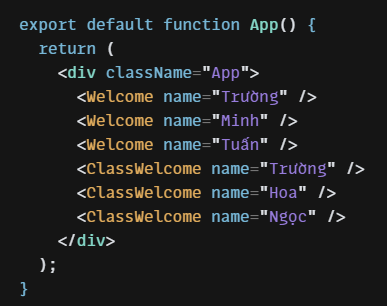 export default function App() {
  return (
    <div className="App">
      <Welcome name="Trường" />
      <Welcome name="Minh" />
      <Welcome name="Tuấn" />
      <ClassWelcome name="Trường" />
      <ClassWelcome name="Hoa" />
      <ClassWelcome name="Ngọc" />
    </div>
  );
}